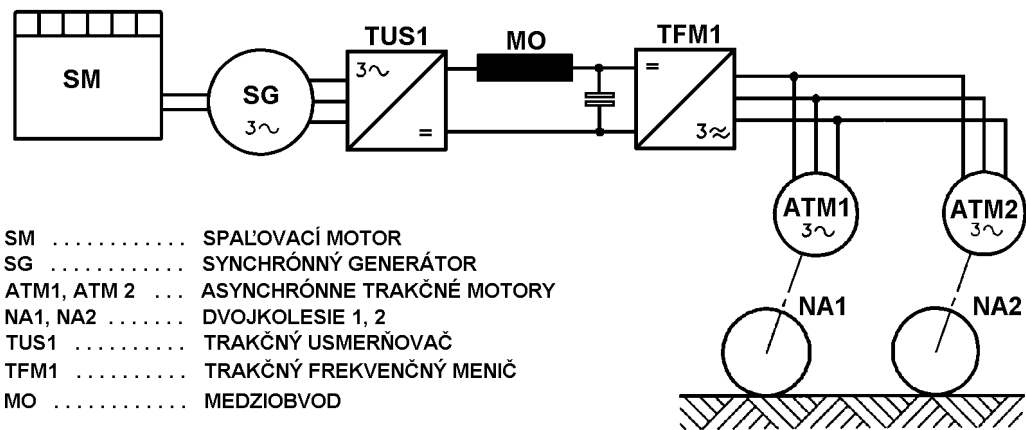 TUS1
MO
TFM1
SM
3~
=
SG
3~
=
3≈
ATM1
3~
ATM2
3~
NA1
NA2
SM ............ SPAĽOVACÍ MOTOR
SG ............ SYNCHRÓNNY GENERÁTOR
ATM1, ATM 2 ... ASYNCHRÓNNE TRAKČNÉ MOTORY
NA1, NA2 ....... DVOJKOLESIE 1, 2
TUS1 .......... TRAKČNÝ USMERŇOVAČ
TFM1 .......... TRAKČNÝ FREKVENČNÝ MENIČ
MO ............ MEDZIOBVOD